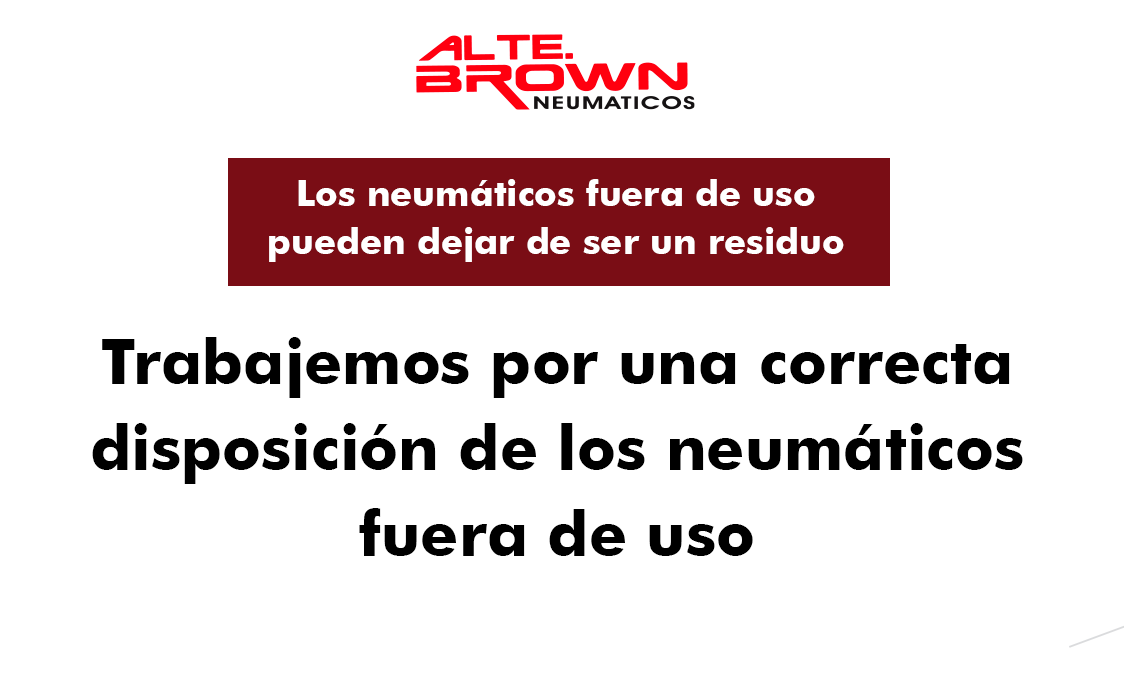 ALTE.
BROWN
NEUMATICOS
Los neumáticos fuera de uso
pueden dejar de ser un residuo
Trabajemos por una correcta
disposición de los neumáticos
fuera de uso